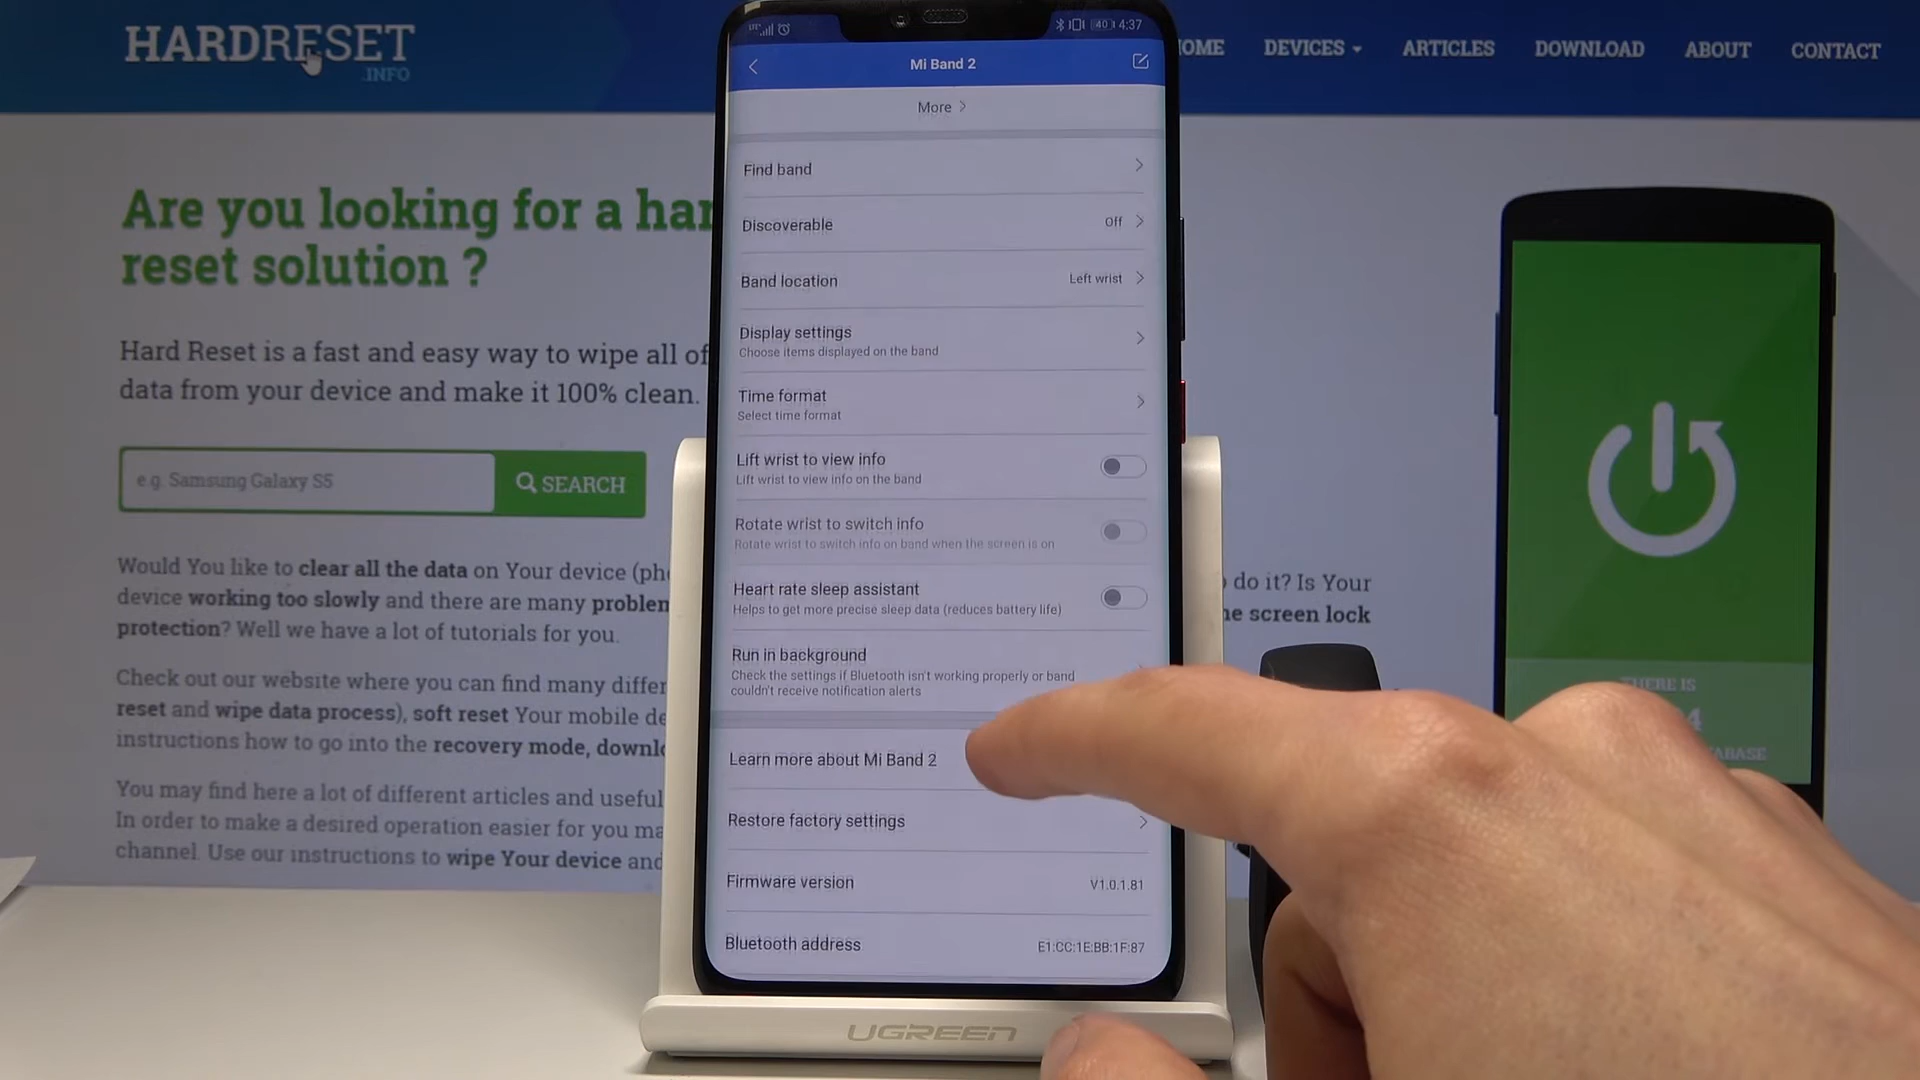 HARDRESET
.INFO
HOME DEVICES ARTICLES DOWNLOAD ABOUT CONTACT
Are you looking for a har
reset solution ?
Hard Reset is a fast and easy way to wipe all of
data from your device and make it 100% clean.
e.g. Samsung Galaxy S5
SEARCH
Would You like to clear all the data on Your device (ph
device working too slowly and there are many problem
protection? Well we have a lot of tutorials for you.
do it? Is Your
he screen lock
Check out our website where you can find many differ
reset and wipe data process), soft reset Your mobile de
instructions how to go into the recovery mode, downlo
You may find here a lot of different articles and useful
In order to make a desired operation easier for you ma
channel. Use our instructions to wipe Your device and
4:37
40
Mi Band 2
More
Find band
Discoverable Off
Band location Left wrist
Display settings
Choose items displayed on the band
Time format
Select time format
Lift wrist to view info
Lift wrist to view info on the band
Rotate wrist to switch info
Rotate wrist to switch info on band when the screen is on
Heart rate sleep assistant
Helps to get more precise sleep data (reduces battery life)
Run in background
Check the settings if Bluetooth isn't working properly or band
couldn't receive notification alerts
Learn more about Mi Band 2
Restore factory settings
Firmware version V1.0.1.81
Bluetooth address E1:CC:1E:BB:1F:87
UGREEN
THERE IS
4
ABASE